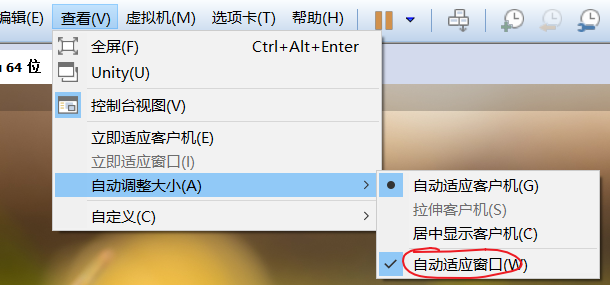 编辑(E) 查看(V) 虚拟机(M) 选项卡(T) 帮助(H)
64 位
全屏(F) Ctrl+Alt+Enter
Unity(U)
控制台视图(V)
立即适应客户机(E)
立即适应窗口(I)
自动调整大小(A)
自定义(C)
自动适应客户机(G)
拉伸客户机(S)
居中显示客户机(C)
自动适应窗口(W)